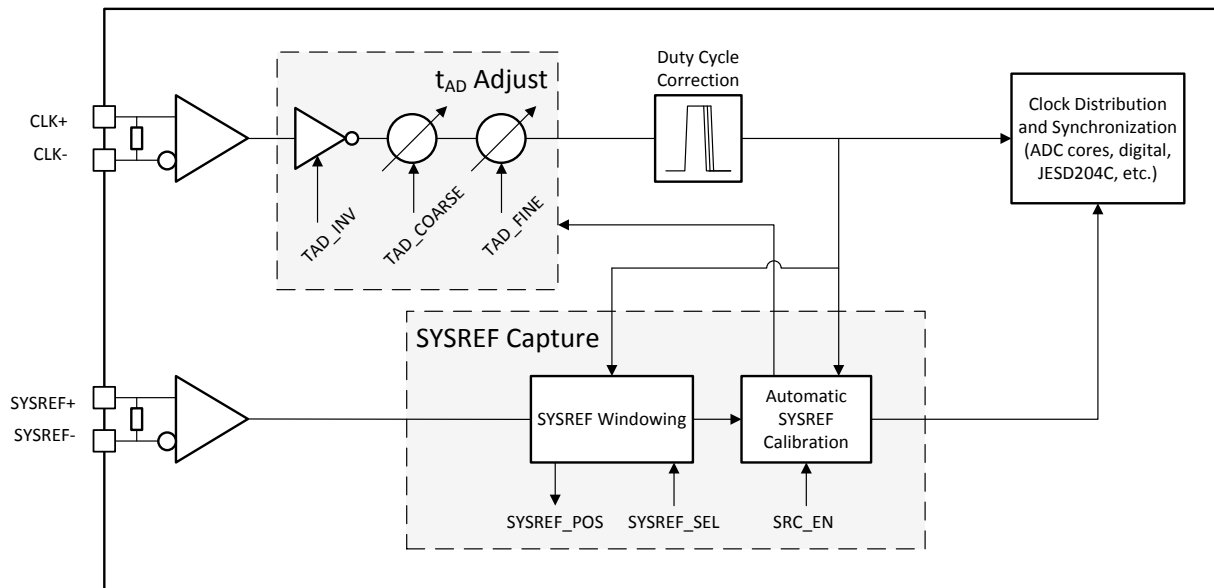 t_AD Adjust
Duty Cycle
Correction
Clock Distribution
and Synchronization
(ADC cores, digital,
JESD204C, etc.)
CLK+
CLK-
TAD_INV
TAD_COARSE
TAD_FINE
SYSREF Capture
SYSREF+
SYSREF-
SYSREF Windowing
Automatic
SYSREF
Calibration
SYSREF_POS
SYSREF_SEL
SRC_EN